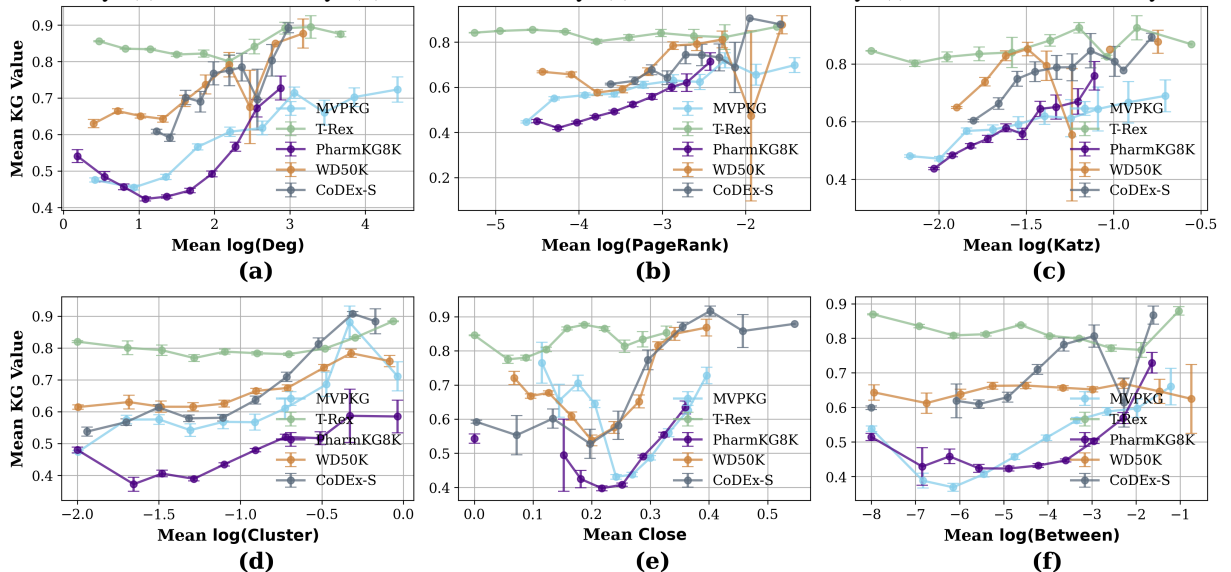 Mean KG Value
0.9
0.8
0.7
0.6
0.5
0.4
0 1 2 3 4
MVPKG
T-Rex
PharmKG8K
WD50K
CoDEx-S
Mean log(Deg)
(a)
0.8
0.6
0.4
0.2
−5 −4 −3 −2
MVPKG
T-Rex
PharmKG8K
WD50K
CoDEx-S
Mean log(PageRank)
(b)
0.8
0.6
0.4
−2.0 −1.5 −1.0 −0.5
MVPKG
T-Rex
PharmKG8K
WD50K
CoDEx-S
Mean log(Katz)
(c)
Mean KG Value
0.9
0.8
0.7
0.6
0.5
0.4
−2.0 −1.5 −1.0 −0.5 0.0
MVPKG
T-Rex
PharmKG8K
WD50K
CoDEx-S
Mean log(Cluster)
(d)
0.9
0.8
0.7
0.6
0.5
0.4
0.0 0.1 0.2 0.3 0.4 0.5
MVPKG
T-Rex
PharmKG8K
WD50K
CoDEx-S
Mean Close
(e)
0.9
0.8
0.7
0.6
0.5
0.4
−8 −7 −6 −5 −4 −3 −2 −1
MVPKG
T-Rex
PharmKG8K
WD50K
CoDEx-S
Mean log(Between)
(f)